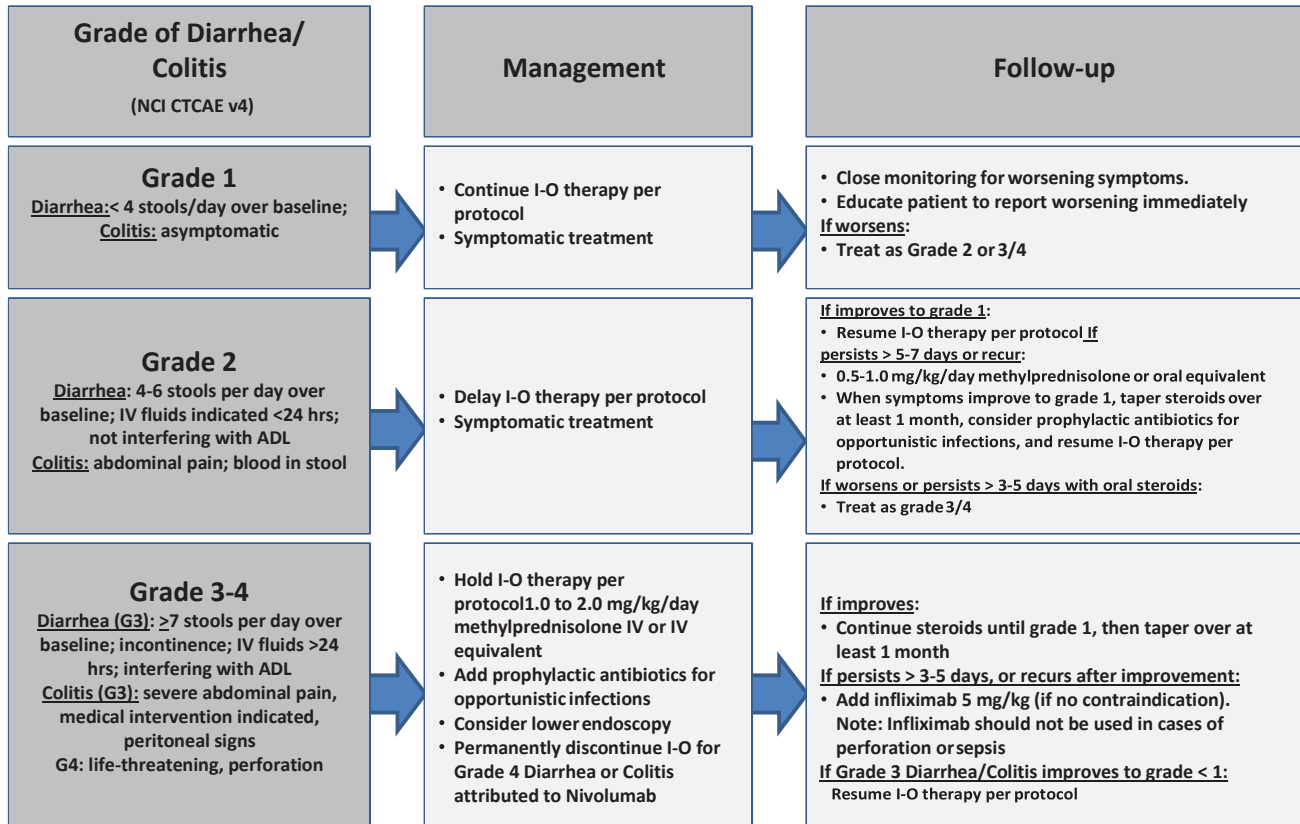 Grade of Diarrhea/
Colitis
(NCI CTCAE v4)
Management
Follow-up
Grade 1
Diarrhea:< 4 stools/day over baseline;
Colitis: asymptomatic
• Continue I-O therapy per
protocol
• Symptomatic treatment
• Close monitoring for worsening symptoms.
• Educate patient to report worsening immediately
If worsens:
• Treat as Grade 2 or 3/4
Grade 2
Diarrhea: 4-6 stools per day over
baseline; IV fluids indicated <24 hrs;
not interfering with ADL
Colitis: abdominal pain; blood in stool
• Delay I-O therapy per protocol
• Symptomatic treatment
If improves to grade 1:
• Resume I-O therapy per protocol If
persists > 5-7 days or recur:
• 0.5-1.0 mg/kg/day methylprednisolone or oral equivalent
• When symptoms improve to grade 1, taper steroids over
at least 1 month, consider prophylactic antibiotics for
opportunistic infections, and resume I-O therapy per
protocol.
If worsens or persists > 3-5 days with oral steroids:
• Treat as grade 3/4
Grade 3-4
Diarrhea (G3): >7 stools per day over
baseline; incontinence; IV fluids >24
hrs; interfering with ADL
Colitis (G3): severe abdominal pain,
medical intervention indicated,
peritoneal signs
G4: life-threatening, perforation
• Hold I-O therapy per
protocol1.0 to 2.0 mg/kg/day
methylprednisolone IV or IV
equivalent
• Add prophylactic antibiotics for
opportunistic infections
• Consider lower endoscopy
• Permanently discontinue I-O for
Grade 4 Diarrhea or Colitis
attributed to Nivolumab
If improves:
• Continue steroids until grade 1, then taper over at
least 1 month
If persists > 3-5 days, or recurs after improvement:
• Add infliximab 5 mg/kg (if no contraindication).
Note: Infliximab should not be used in cases of
perforation or sepsis
If Grade 3 Diarrhea/Colitis improves to grade < 1:
Resume I-O therapy per protocol